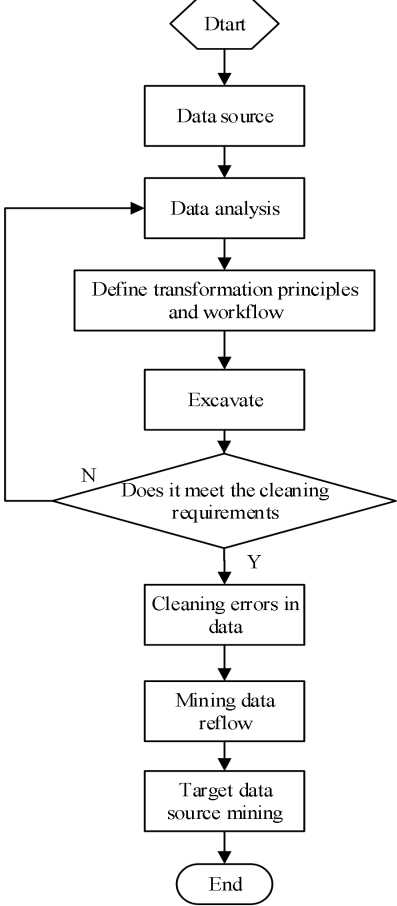 Dtart
Data source
Data analysis
Define transformation principles
and workflow
Excavate
N
Does it meet the cleaning
requirements
Y
Cleaning errors in
data
Mining data
reflow
Target data
source mining
End